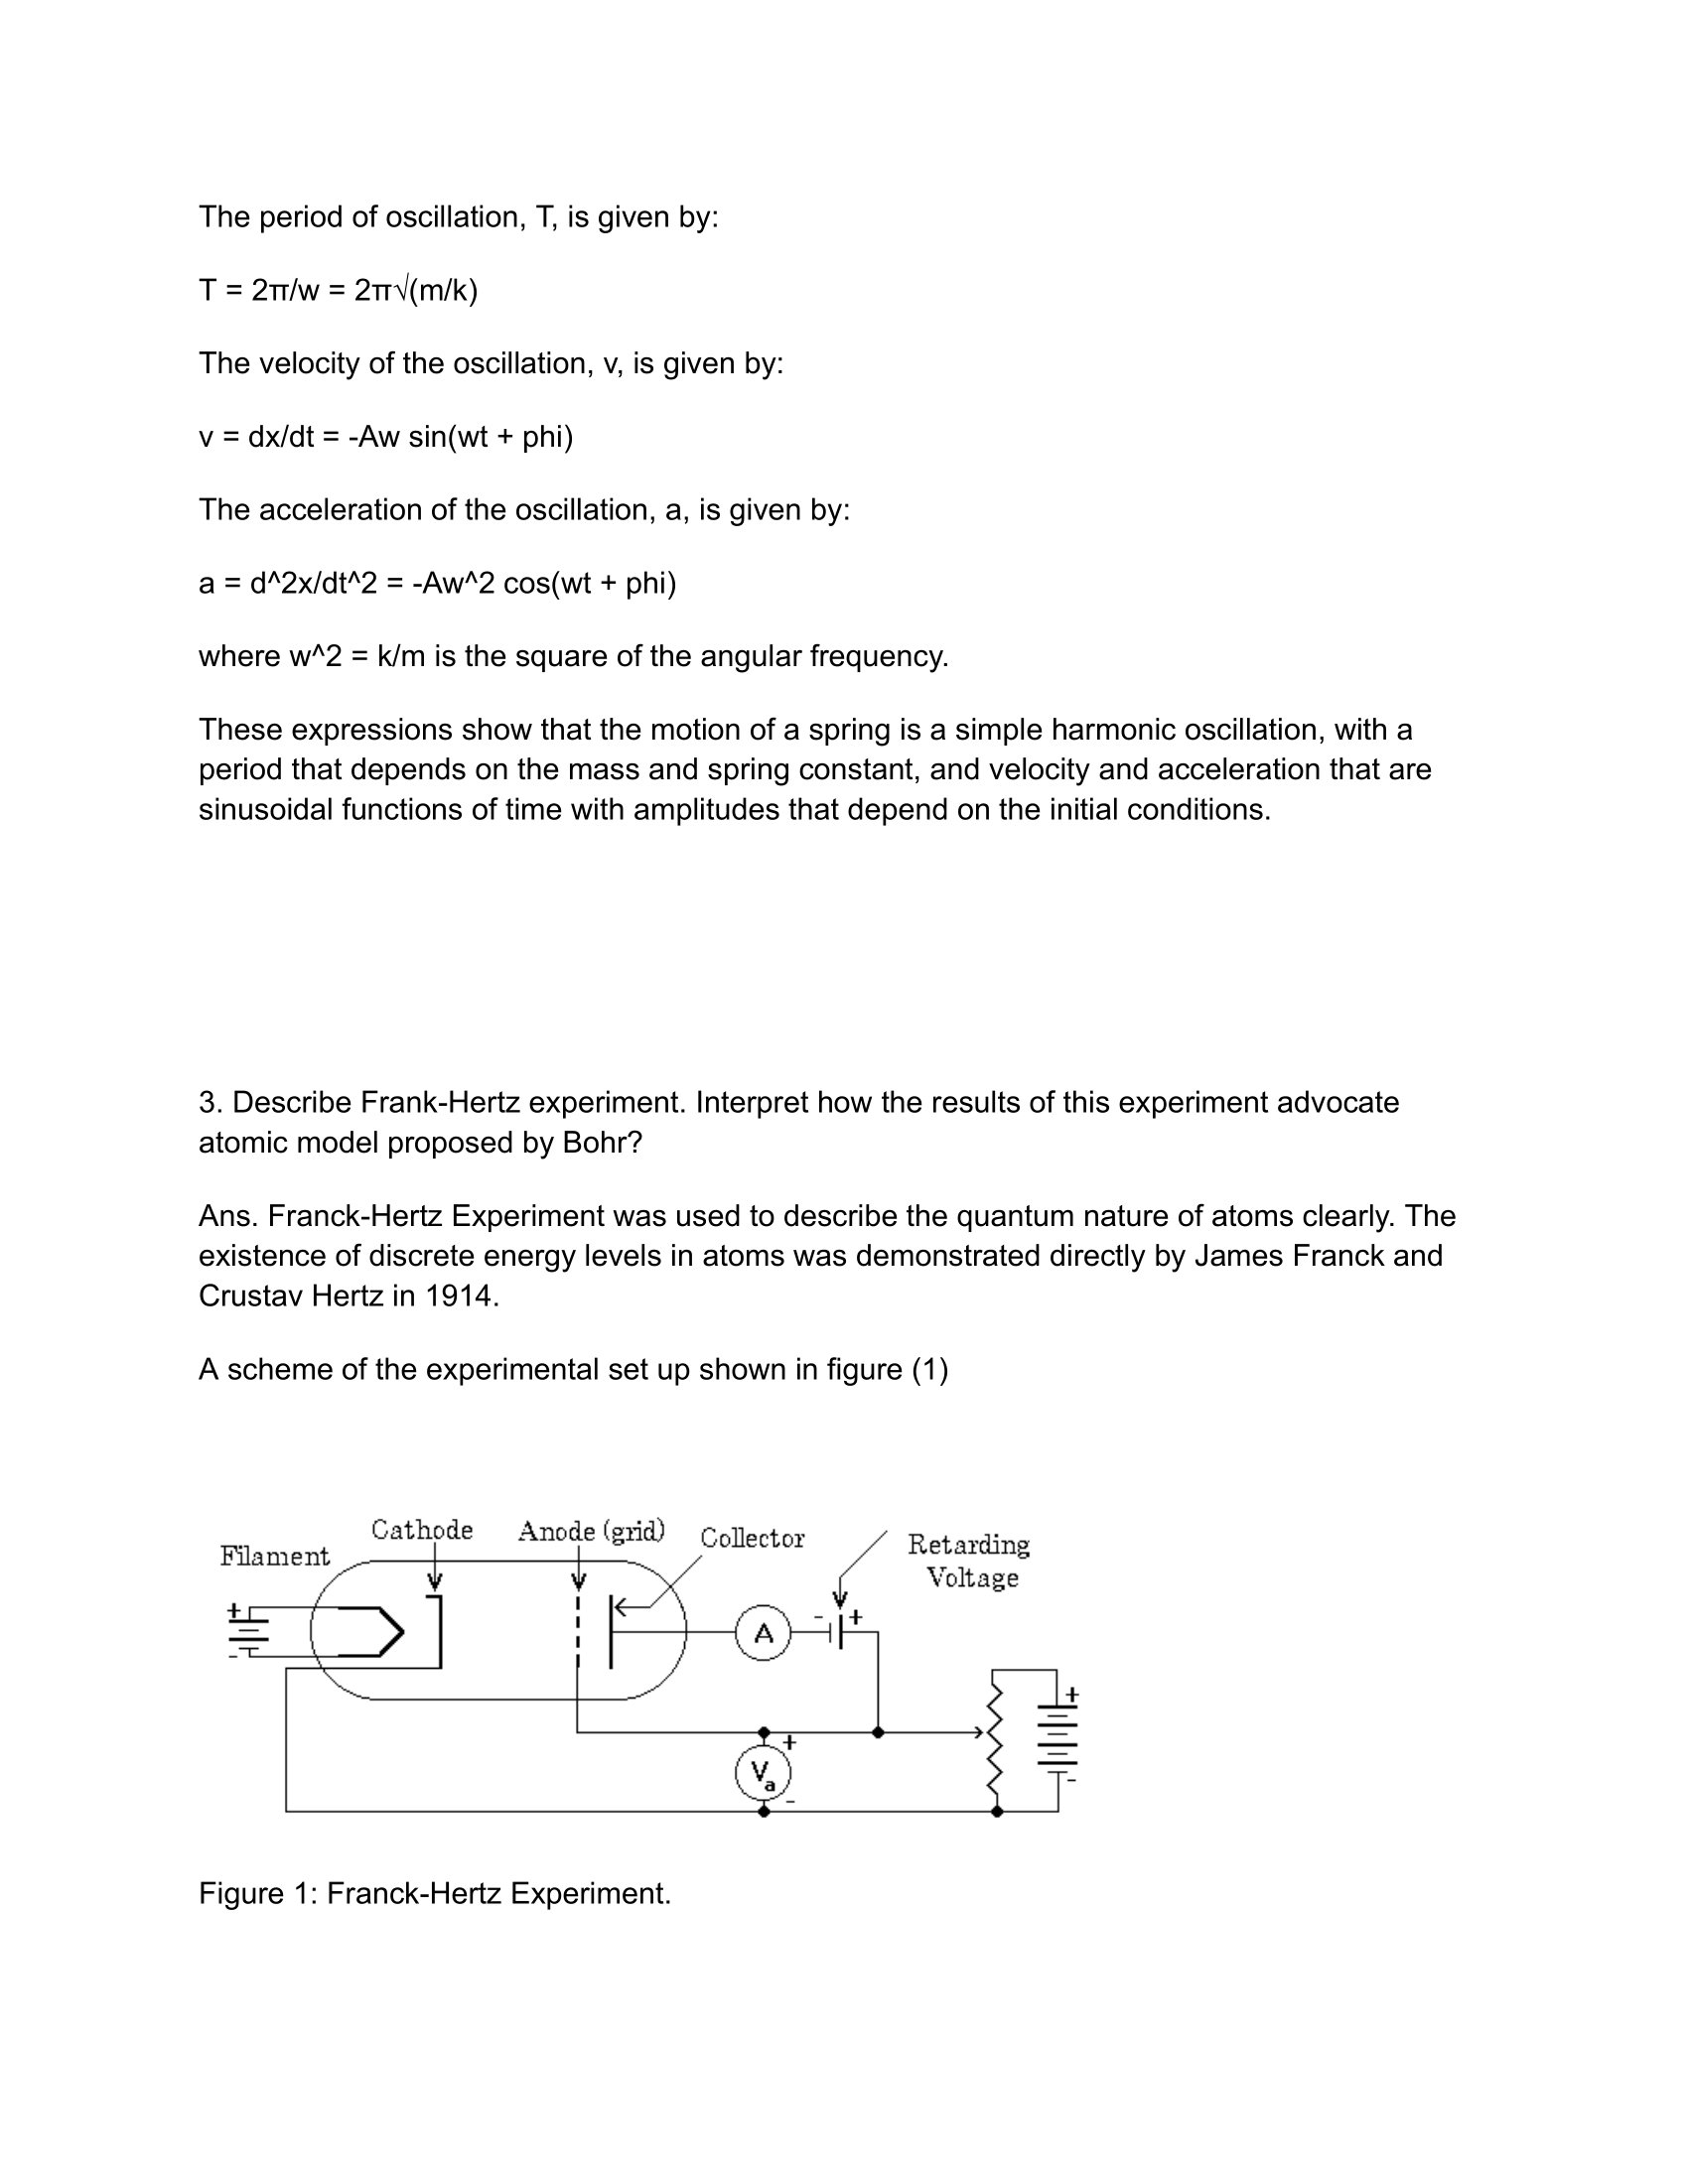 The period of oscillation, T, is given by:
T = 2π/w = 2π√(m/k)
The velocity of the oscillation, v, is given by:
v = dx/dt = -Aw sin(wt + phi)
The acceleration of the oscillation, a, is given by:
a = d^2x/dt^2 = -Aw^2 cos(wt + phi)
where w^2 = k/m is the square of the angular frequency.
These expressions show that the motion of a spring is a simple harmonic oscillation, with a
period that depends on the mass and spring constant, and velocity and acceleration that are
sinusoidal functions of time with amplitudes that depend on the initial conditions.
3. Describe Frank-Hertz experiment. Interpret how the results of this experiment advocate
atomic model proposed by Bohr?
Ans. Franck-Hertz Experiment was used to describe the quantum nature of atoms clearly. The
existence of discrete energy levels in atoms was demonstrated directly by James Franck and
Crustav Hertz in 1914.
A scheme of the experimental set up shown in figure (1)
Filament
Cathode
Anode (grid)
Collector
Retarding
Voltage
+
-
A
- +
+
Va
-
+
-
Figure 1: Franck-Hertz Experiment.